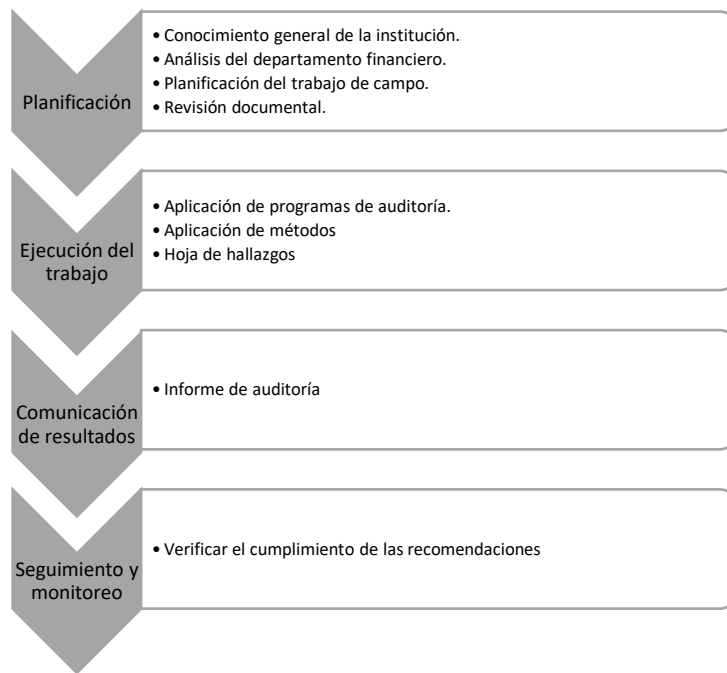 Planificación
• Conocimiento general de la institución.
• Análisis del departamento financiero.
• Planificación del trabajo de campo.
• Revisión documental.
Ejecución del
trabajo
• Aplicación de programas de auditoría.
• Aplicación de métodos
• Hoja de hallazgos
Comunicación
de resultados
• Informe de auditoría
Seguimiento y
monitoreo
• Verificar el cumplimiento de las recomendaciones